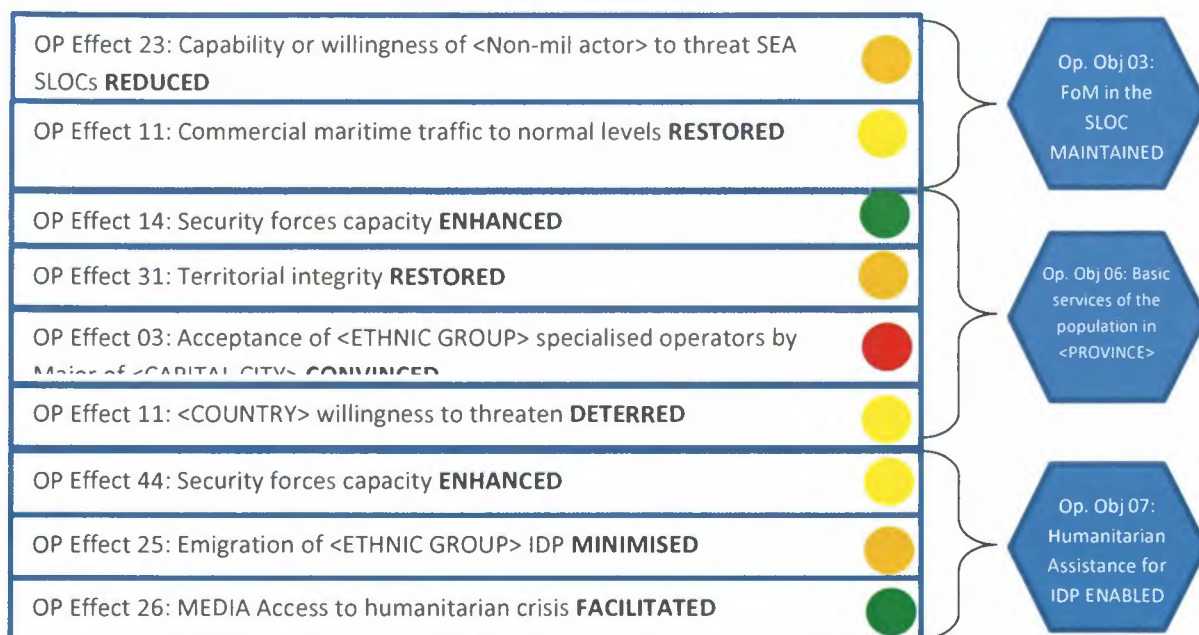 OP Effect 23: Capability or willingness of <Non-mil actor> to threat SEA
SLOCs REDUCED
OP Effect 11: Commercial maritime traffic to normal levels RESTORED
OP Effect 14: Security forces capacity ENHANCED
OP Effect 31: Territorial integrity RESTORED
OP Effect 03: Acceptance of <ETHNIC GROUP> specialised operators by
Major of <CAPITAL CITY> CONVINCED
OP Effect 11: <COUNTRY> willingness to threaten DETERRED
OP Effect 44: Security forces capacity ENHANCED
OP Effect 25: Emigration of <ETHNIC GROUP> IDP MINIMISED
OP Effect 26: MEDIA Access to humanitarian crisis FACILITATED
Op. Obj 03:
FoM in the
SLOC
MAINTAINED
Op. Obj 06: Basic
services of the
population in
<PROVINCE>
Op. Obj 07:
Humanitarian
Assistance for
IDP ENABLED